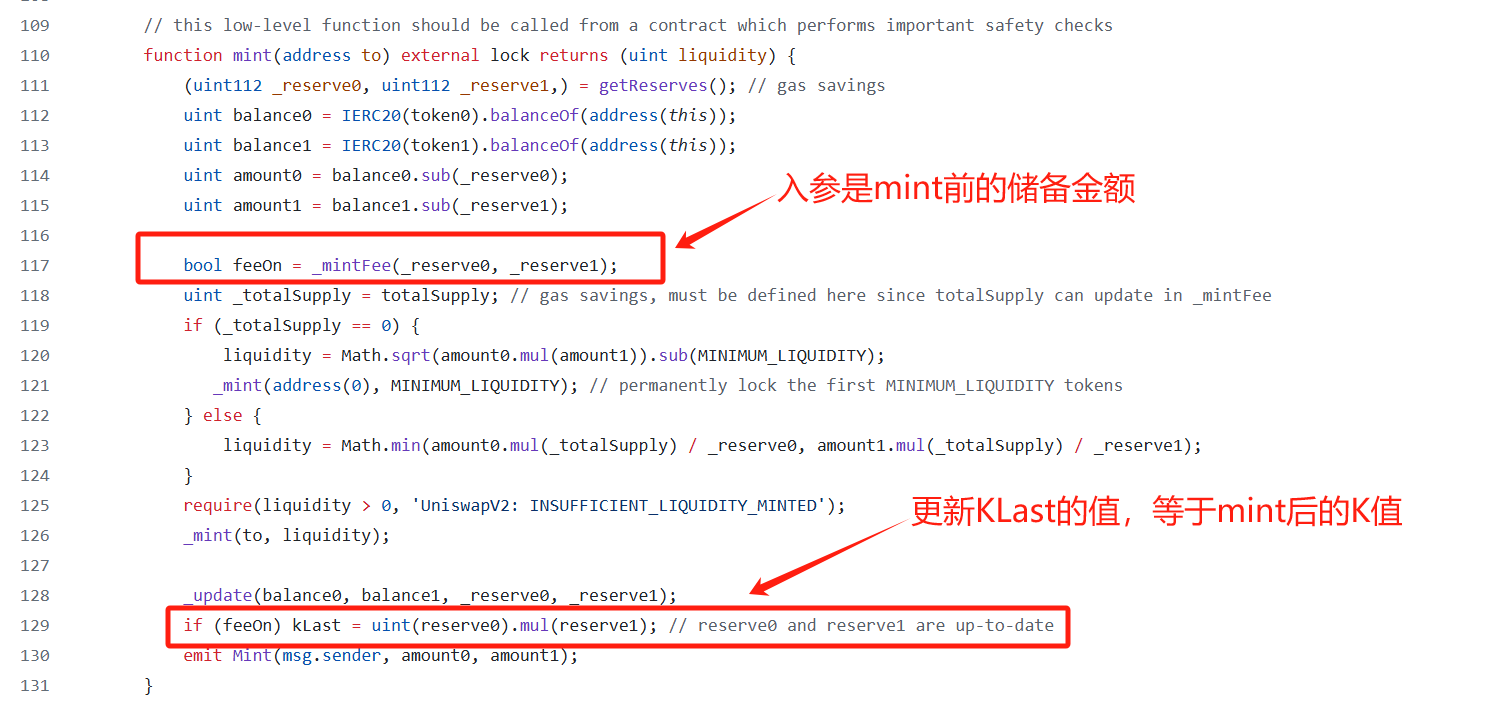 109 // this low-level function should be called from a contract which performs important safety checks
110 function mint(address to) external lock returns (uint liquidity) {
111 (uint112 _reserve0, uint112 _reserve1,) = getReserves(); // gas savings
112 uint balance0 = IERC20(token0).balanceOf(address(this));
113 uint balance1 = IERC20(token1).balanceOf(address(this));
114 uint amount0 = balance0.sub(_reserve0);
入参是mint前的储备金额
115 uint amount1 = balance1.sub(_reserve1);
116
117 bool feeOn = _mintFee(_reserve0, _reserve1);
118 uint _totalSupply = totalSupply; // gas savings, must be defined here since totalSupply can update in _mintFee
119 if (_totalSupply == 0) {
120 liquidity = Math.sqrt(amount0.mul(amount1)).sub(MINIMUM_LIQUIDITY);
121 _mint(address(0), MINIMUM_LIQUIDITY); // permanently lock the first MINIMUM_LIQUIDITY tokens
122 } else {
123 liquidity = Math.min(amount0.mul(_totalSupply) / _reserve0, amount1.mul(_totalSupply) / _reserve1);
124 }
125 require(liquidity > 0, 'UniswapV2: INSUFFICIENT_LIQUIDITY_MINTED');
更新KLast的值，等于mint后的K值
126 _mint(to, liquidity);
127
128 _update(balance0, balance1, _reserve0, _reserve1);
129 if (feeOn) kLast = uint(reserve0).mul(reserve1); // reserve0 and reserve1 are up-to-date
130 emit Mint(msg.sender, amount0, amount1);
131 }